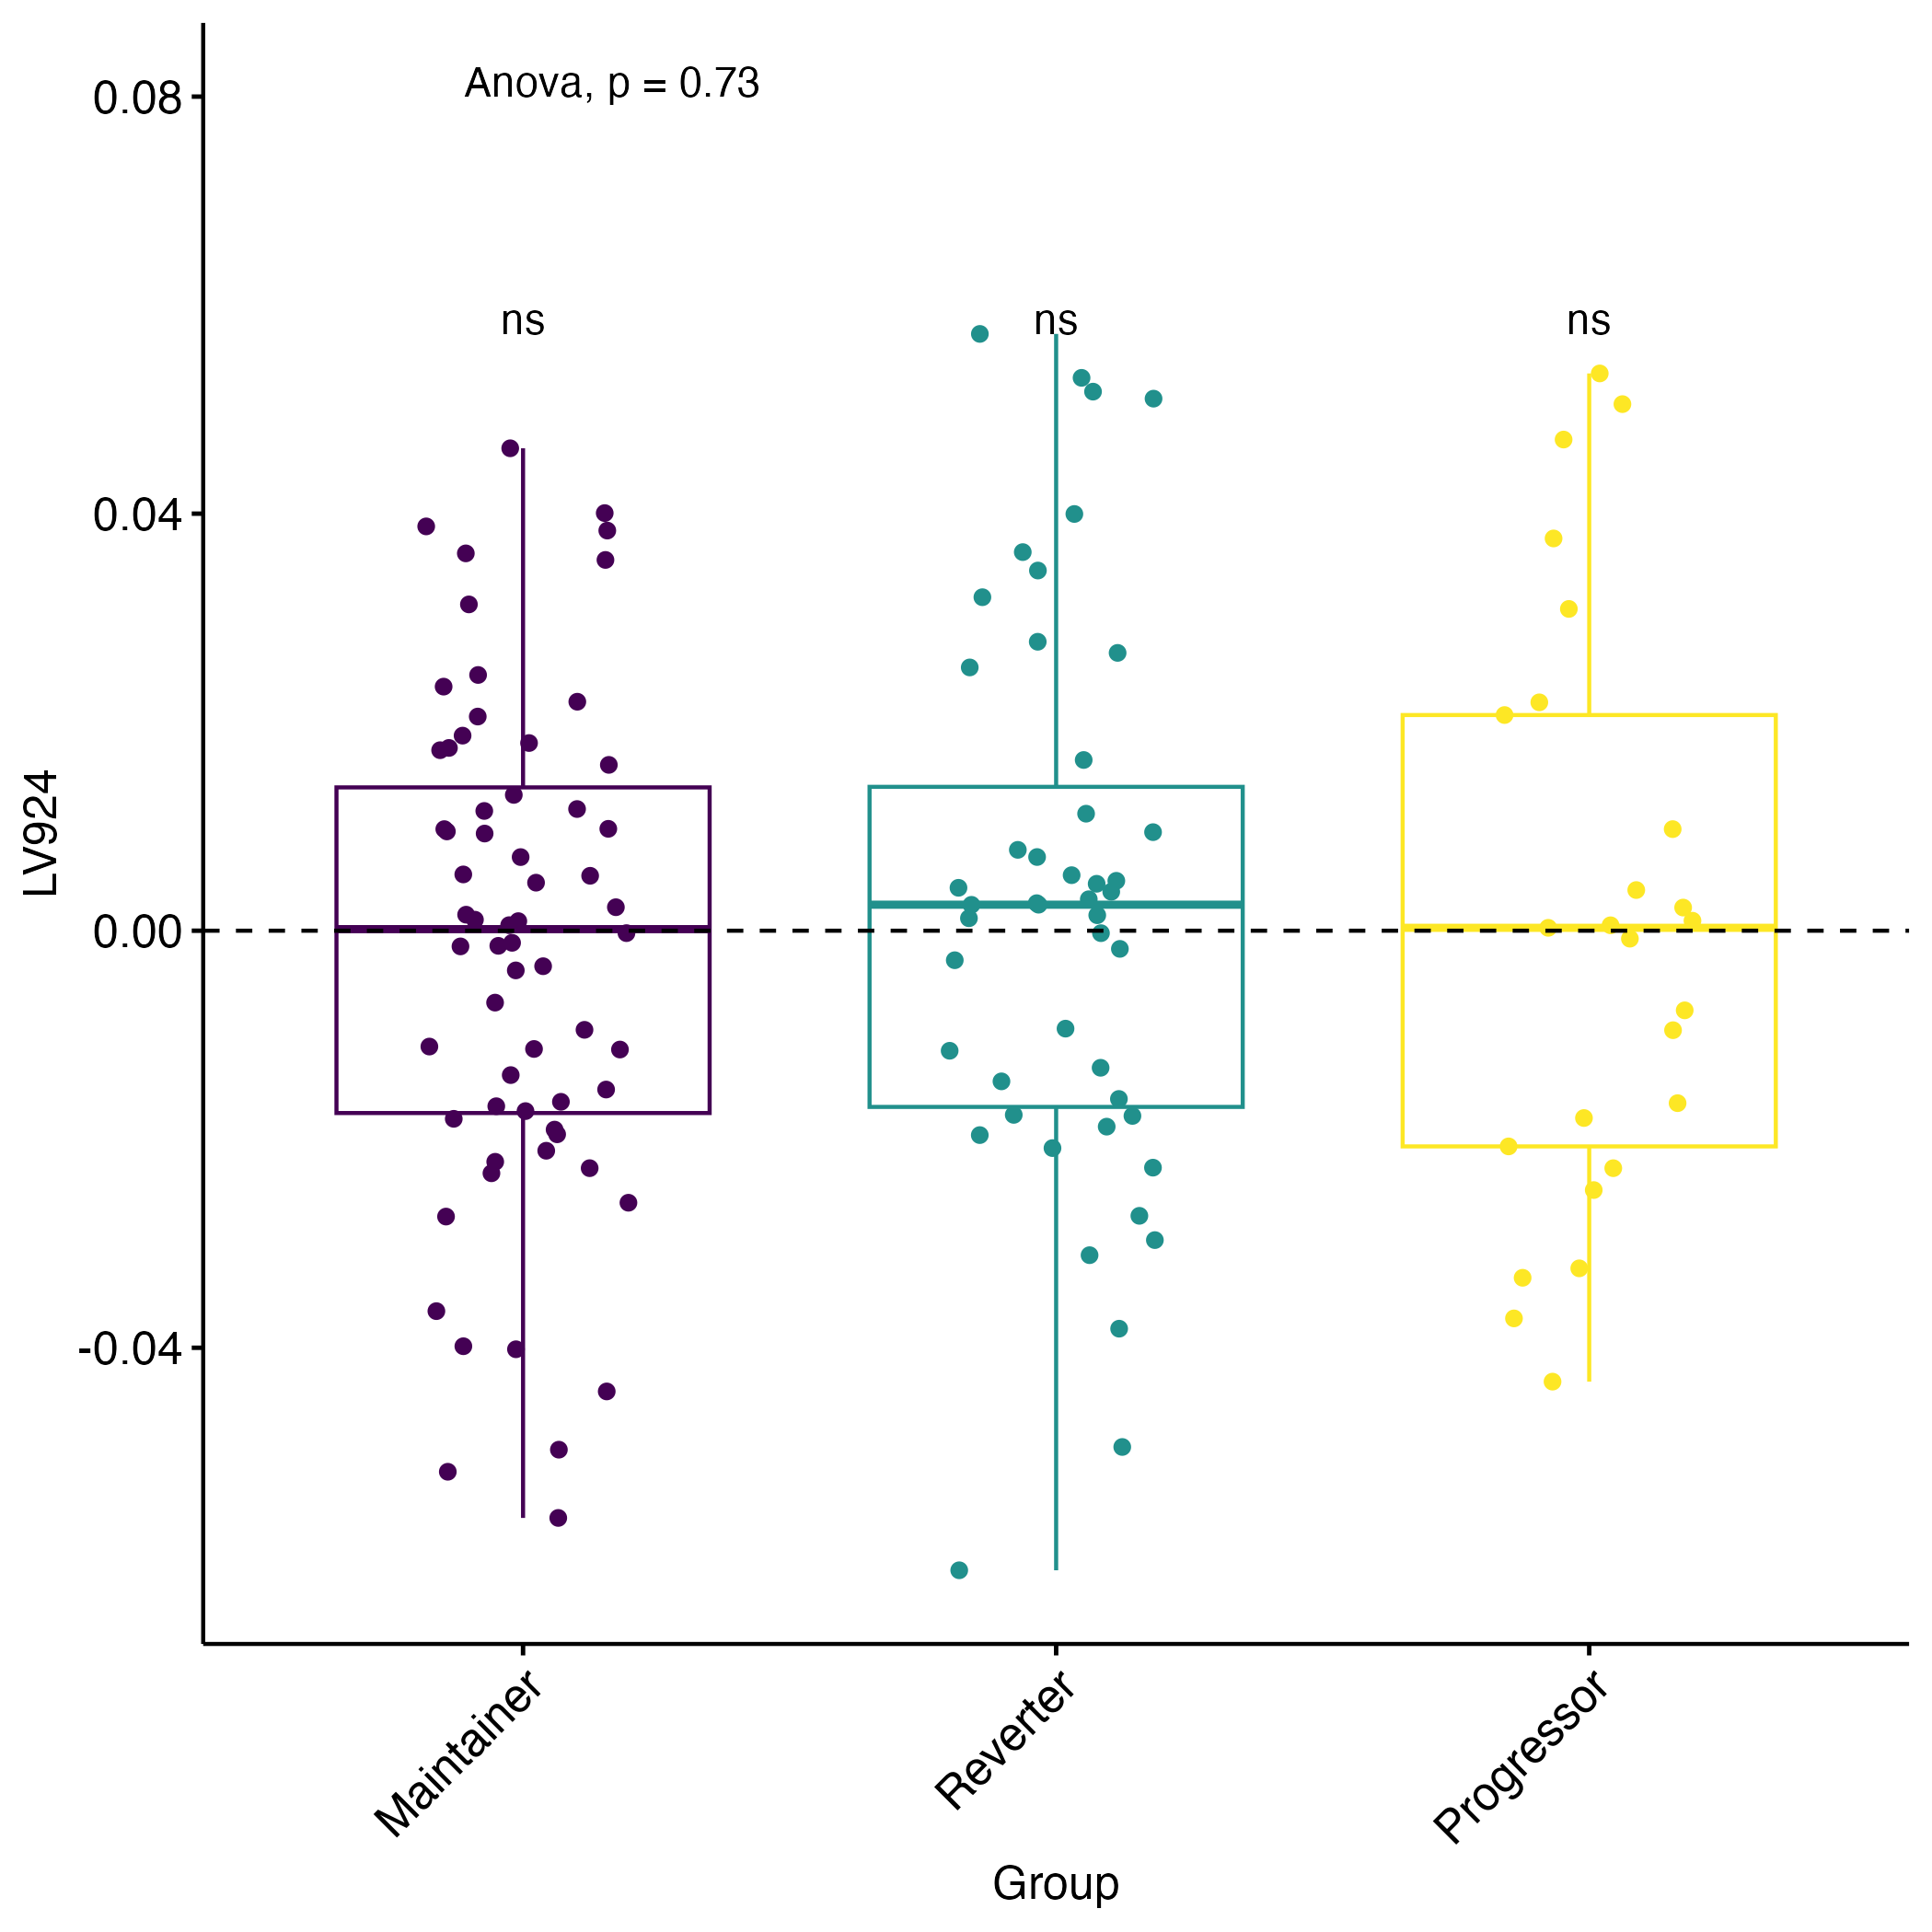 Anova, p = 0.73
0.08
ns ns ns
0.04
LV924
0.00
-0.04
Maintainer
Reverter
Progressor
Group